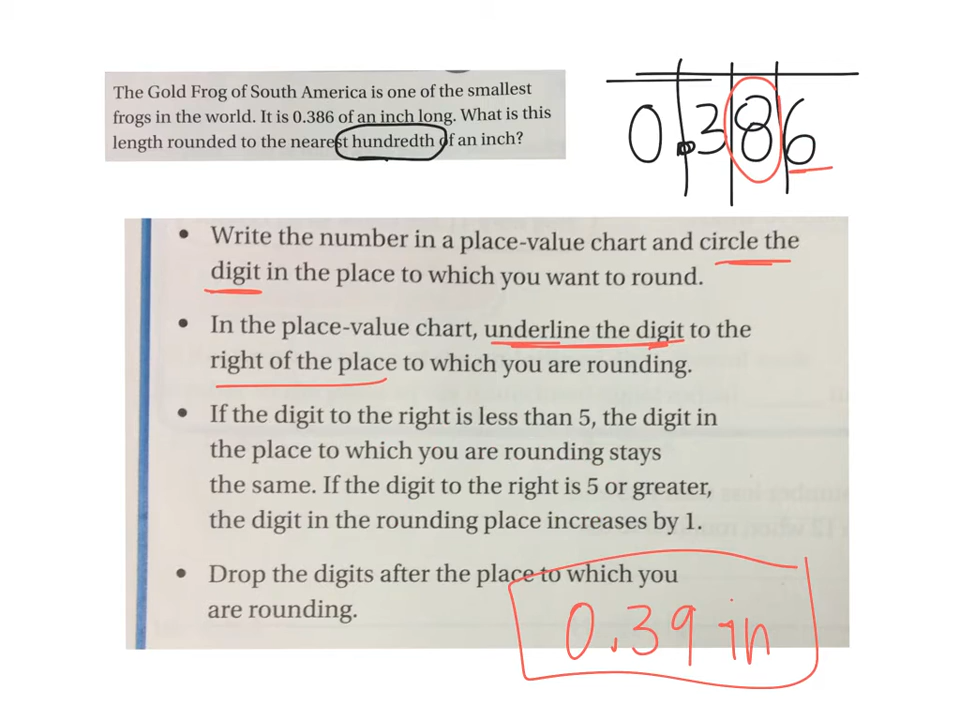 The Gold Frog of South America is one of the smallest
frogs in the world. It is 0.386 of an inch long. What is this
length rounded to the nearest hundredth of an inch?
0.386
• Write the number in a place-value chart and circle the
digit in the place to which you want to round.
• In the place-value chart, underline the digit to the
right of the place to which you are rounding.
• If the digit to the right is less than 5, the digit in
the place to which you are rounding stays
the same. If the digit to the right is 5 or greater,
the digit in the rounding place increases by 1.
• Drop the digits after the place to which you
are rounding.
0.39 in